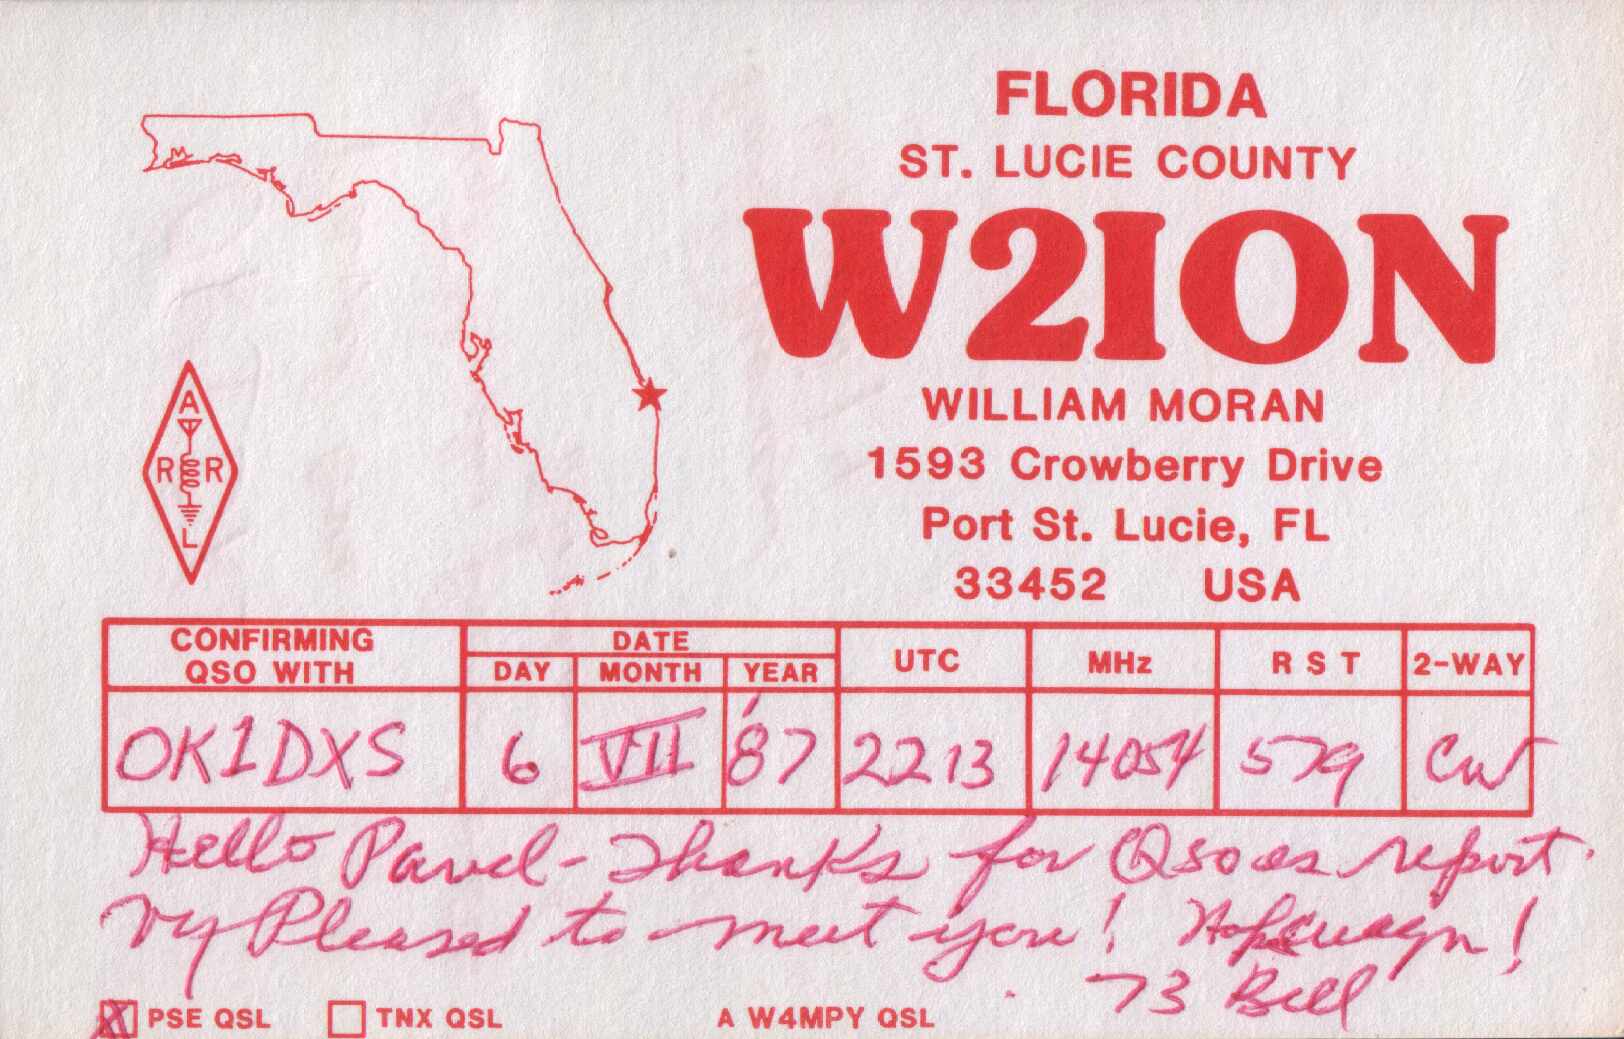 FLORIDA
ST. LUCIE COUNTY
W2ION
WILLIAM MORAN
1593 Crowberry Drive
Port St. Lucie, FL
33452 USA
A
R R
L
CONFIRMING QSO WITH DATE DAY MONTH YEAR UTC MHz R S T 2-WAY
OK1DXS 6 VII '87 2213 14054 579 CW
Hello Pavel - Thanks for QSO es report.
Vy Pleased to meet you! Hope cuagn!
73 Bill
X PSE QSL TNX QSL A W4MPY QSL